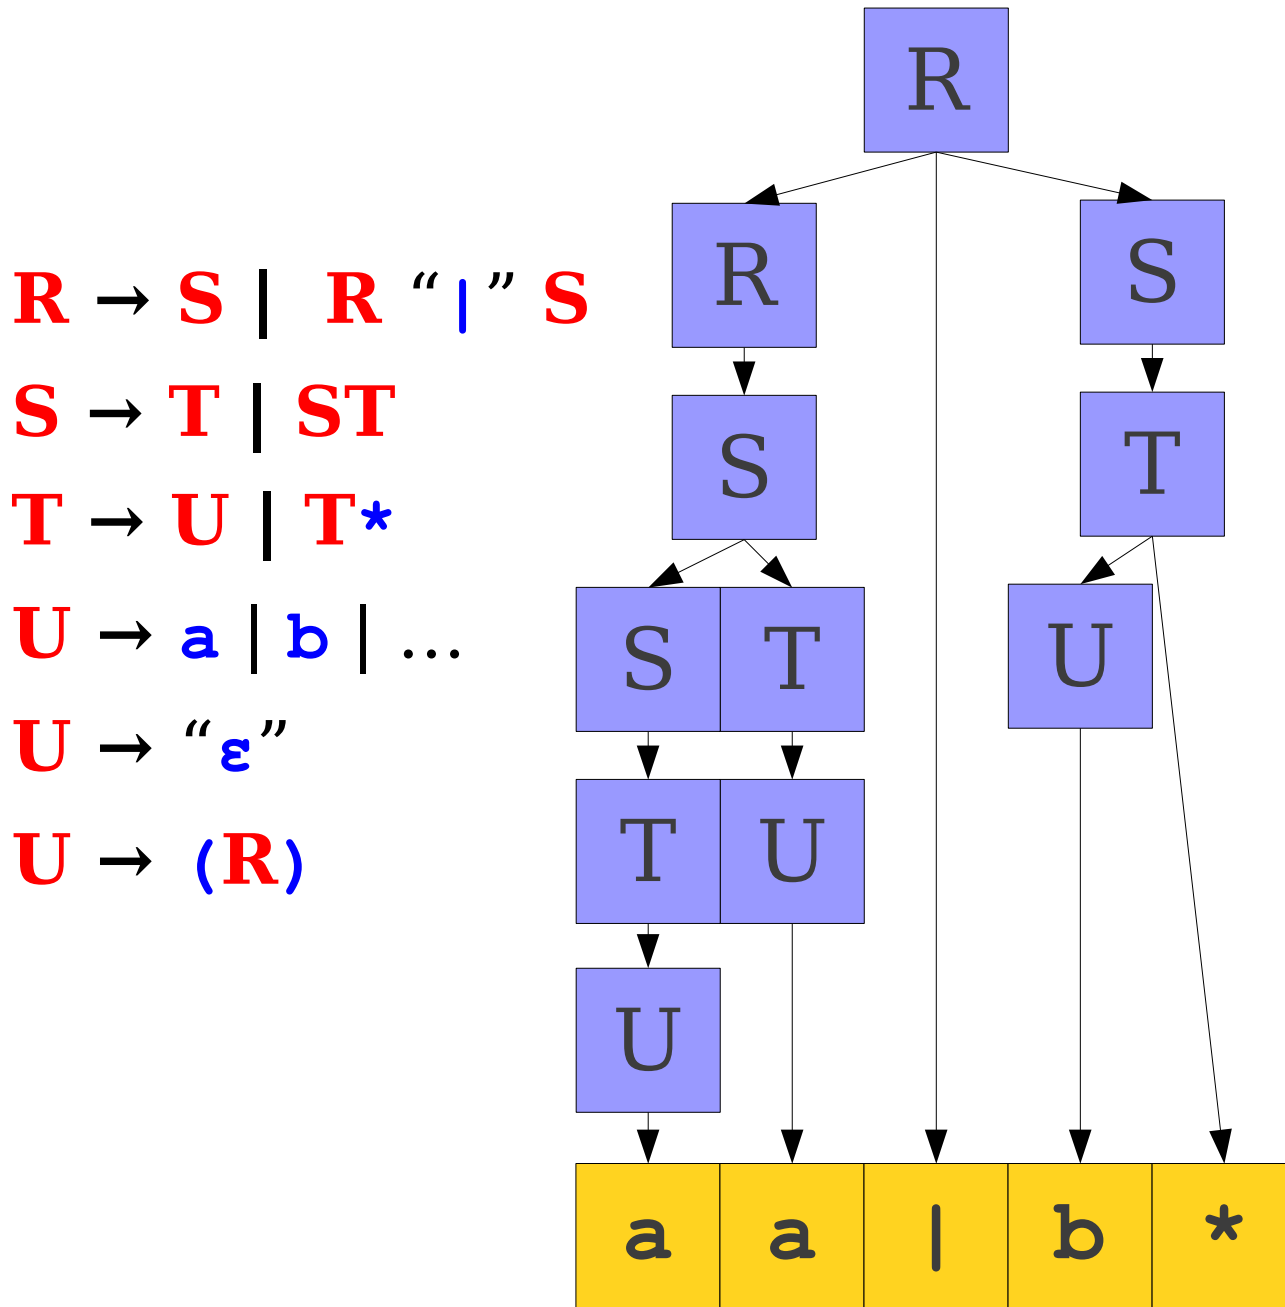 R
R S
R → S | R “|” S
S → T | ST
S T
T → U | T*
S T U
U → a | b | …
U → “ε”
T U
U → (R)
U
a a | b *